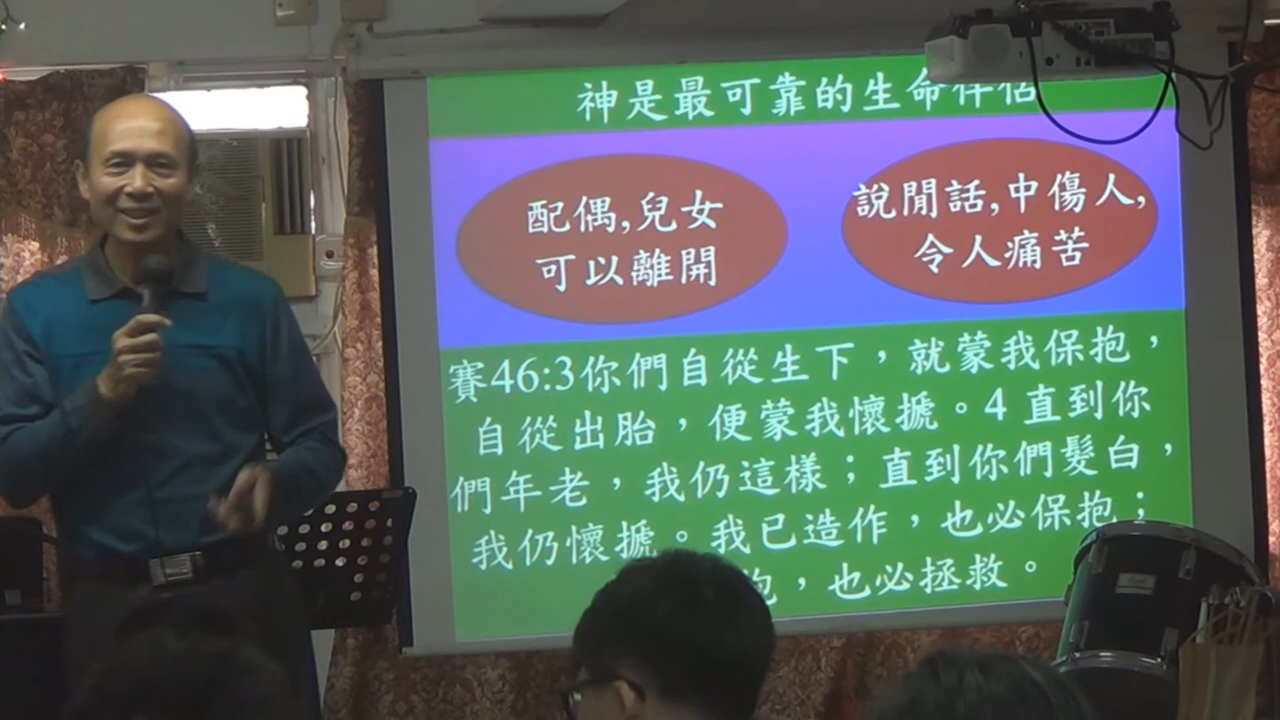 神是最可靠的生命伴侶
配偶,兒女
可以離開
說閒話,中傷人,
令人痛苦
賽46:3你們自從生下，就蒙我保抱，
自從出胎，便蒙我懷搋。4 直到你
們年老，我仍這樣；直到你們髮白，
我仍懷搋。我已造作，也必保抱；
抱，也必拯救。
Pearl